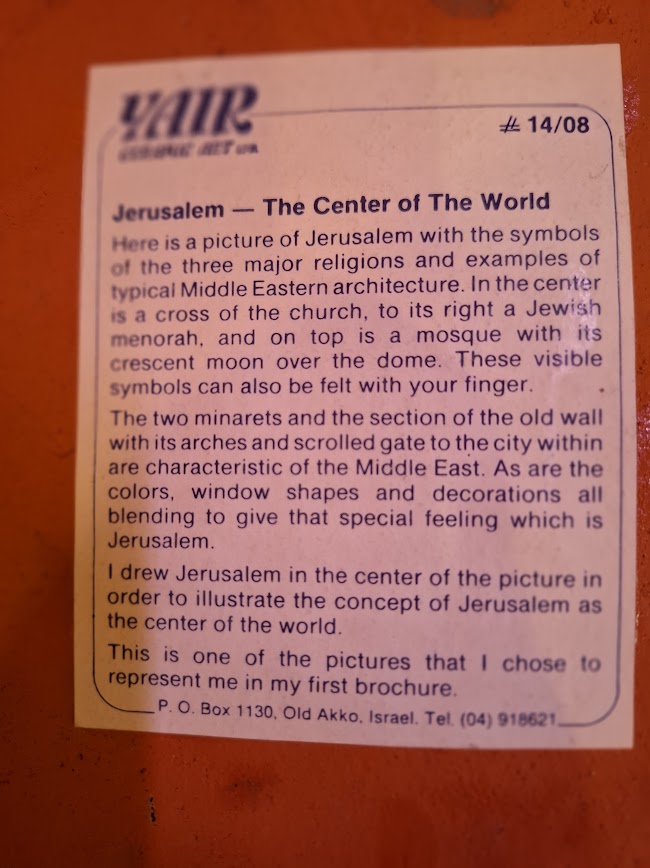 YAIR
CERAMIC ART LTD.
# 14/08
Jerusalem — The Center of The World
Here is a picture of Jerusalem with the symbols
of the three major religions and examples of
typical Middle Eastern architecture. In the center
is a cross of the church, to its right a Jewish
menorah, and on top is a mosque with its
crescent moon over the dome. These visible
symbols can also be felt with your finger.
The two minarets and the section of the old wall
with its arches and scrolled gate to the city within
are characteristic of the Middle East. As are the
colors, window shapes and decorations all
blending to give that special feeling which is
Jerusalem.
I drew Jerusalem in the center of the picture in
order to illustrate the concept of Jerusalem as
the center of the world.
This is one of the pictures that I chose to
represent me in my first brochure.
P. O. Box 1130, Old Akko, Israel. Tel. (04) 918621